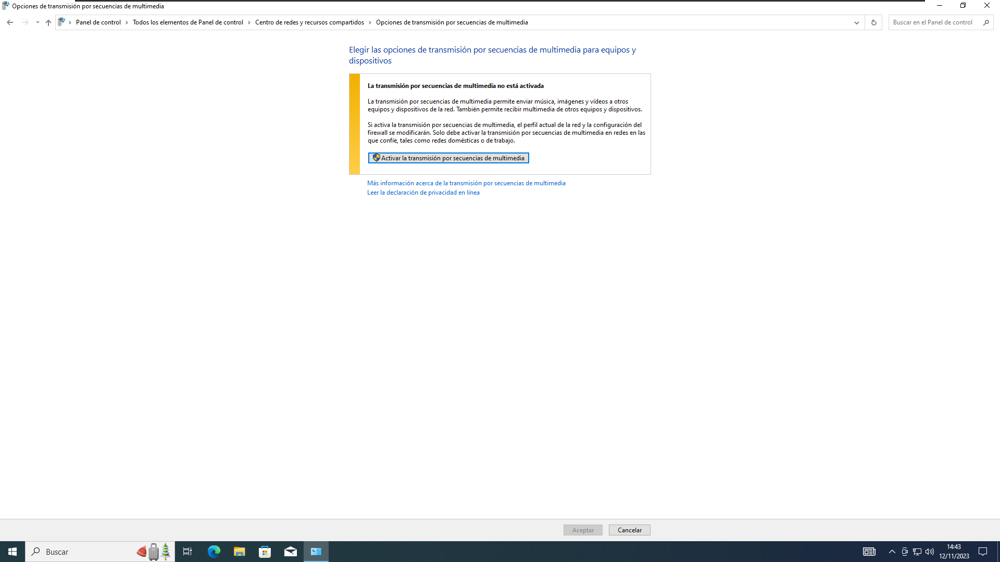 Opciones de transmisión por secuencias de multimedia
Panel de control
Todos los elementos de Panel de control
Centro de redes y recursos compartidos
Opciones de transmisión por secuencias de multimedia
Buscar en el Panel de control
Elegir las opciones de transmisión por secuencias de multimedia para equipos y
dispositivos
La transmisión por secuencias de multimedia no está activada
La transmisión por secuencias de multimedia permite enviar música, imágenes y vídeos a otros
equipos y dispositivos de la red. También permite recibir multimedia de otros equipos y dispositivos.
Si activa la transmisión por secuencias de multimedia, el perfil actual de la red y la configuración del
firewall se modificarán. Solo debe activar la transmisión por secuencias de multimedia en redes en las
que confíe, tales como redes domésticas o de trabajo.
Activar la transmisión por secuencias de multimedia
Más información acerca de la transmisión por secuencias de multimedia
Leer la declaración de privacidad en línea
Aceptar
Cancelar
Buscar
14:43
12/11/2023